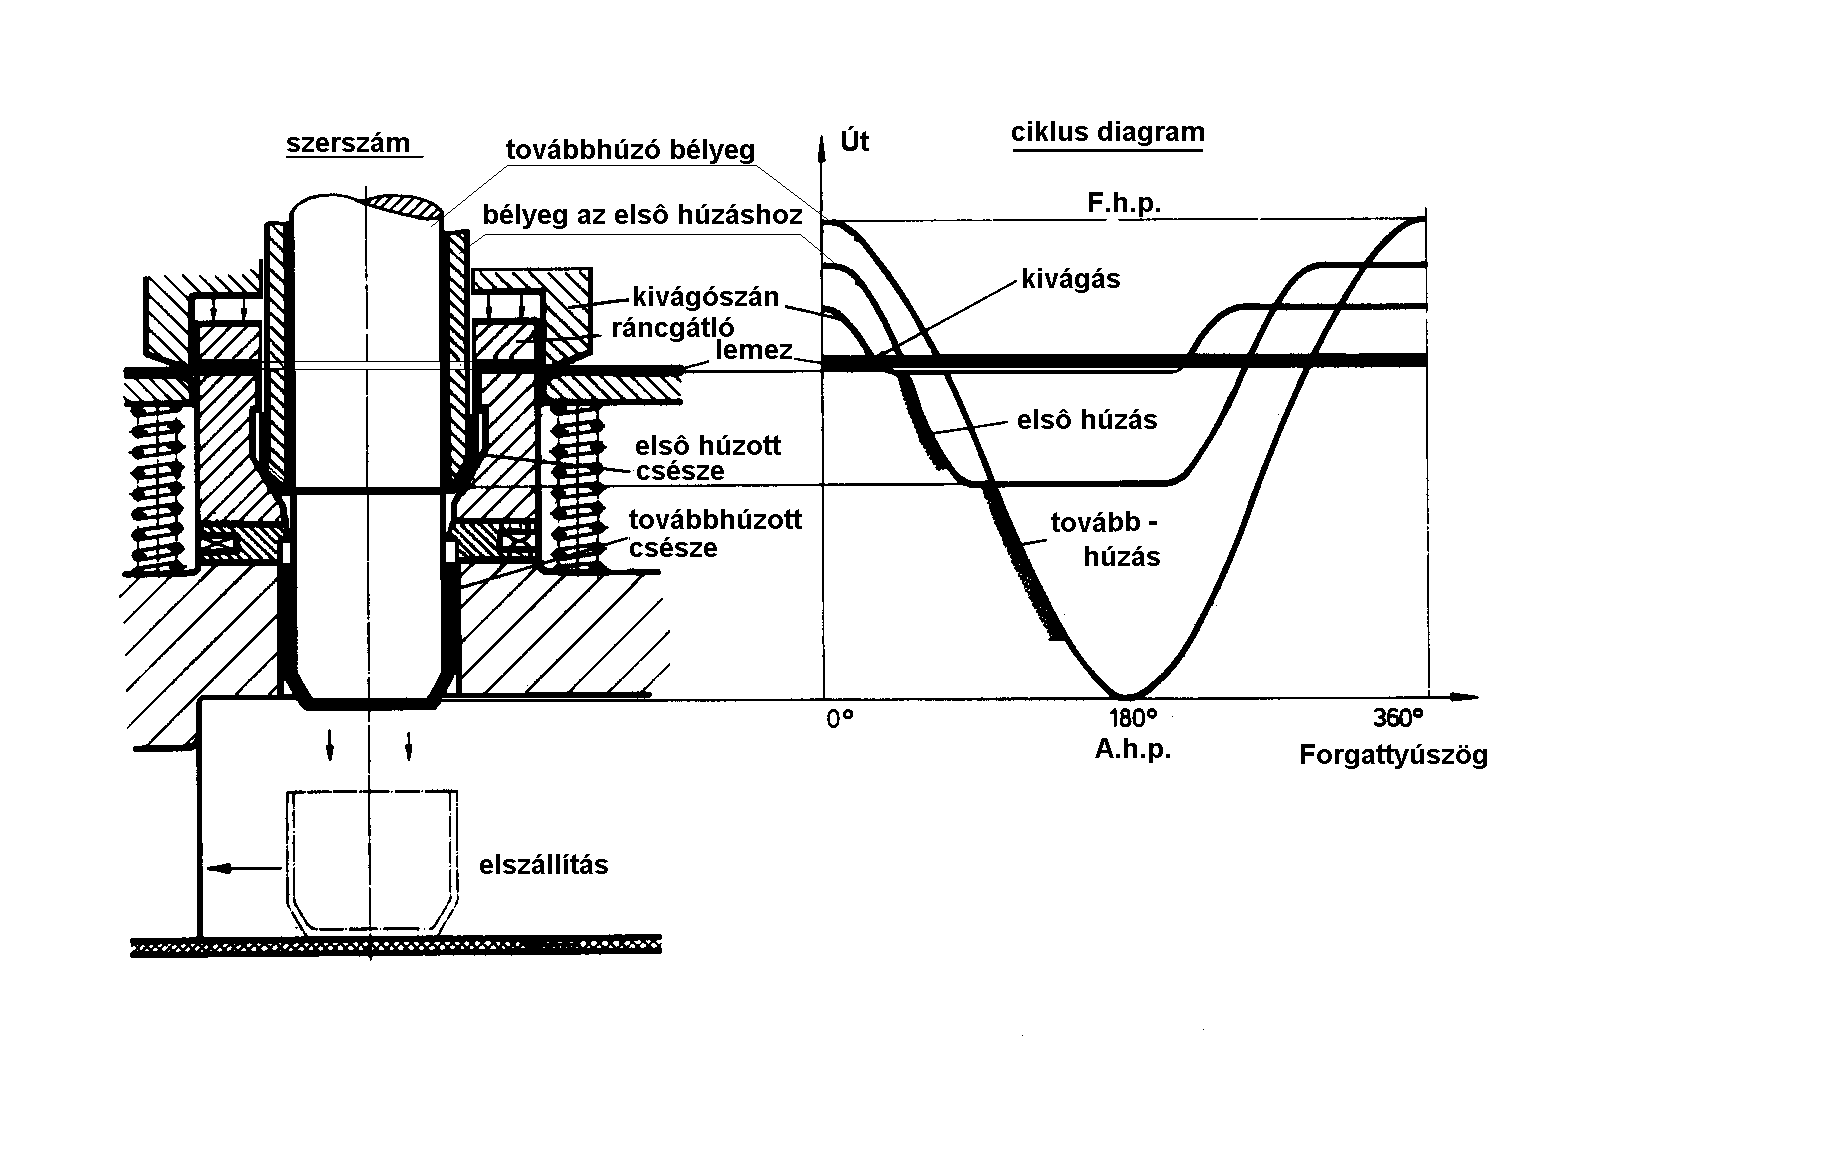 szerszám
továbbhúzó bélyeg
bélyeg az elsô húzáshoz
kivágószán
ráncgátló
lemez
elsô húzott
csésze
továbbhúzott
csésze
elszállítás
Út
ciklus diagram
F.h.p.
kivágás
elsô húzás
tovább -
húzás
0° 180° 360°
A.h.p.
Forgattyúszög